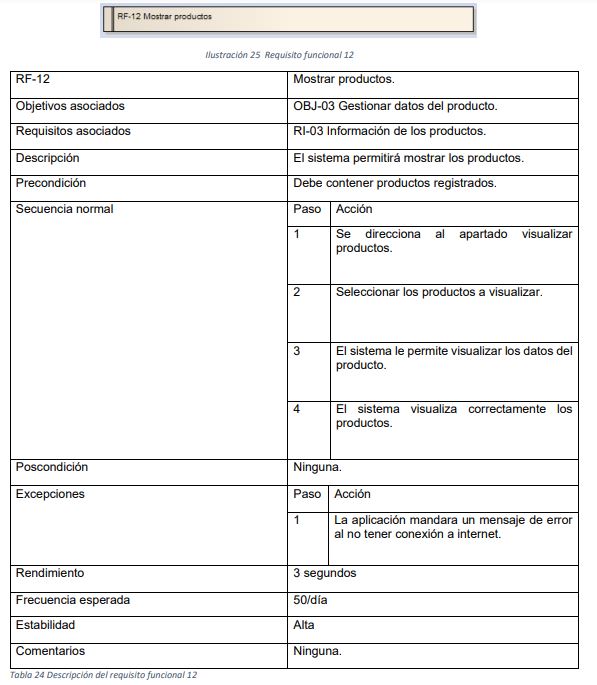 RF-12 Mostrar productos
Ilustración 25 Requisito funcional 12
RF-12 Mostrar productos.
Objetivos asociados OBJ-03 Gestionar datos del producto.
Requisitos asociados RI-03 Información de los productos.
Descripción El sistema permitirá mostrar los productos.
Precondición Debe contener productos registrados.
Secuencia normal Paso Acción
1 Se direcciona al apartado visualizar
productos.
2 Seleccionar los productos a visualizar.
3 El sistema le permite visualizar los datos del
producto.
4 El sistema visualiza correctamente los
productos.
Poscondición Ninguna.
Excepciones Paso Acción
1 La aplicación mandara un mensaje de error
al no tener conexión a internet.
Rendimiento 3 segundos
Frecuencia esperada 50/día
Estabilidad Alta
Comentarios Ninguna.
Tabla 24 Descripción del requisito funcional 12